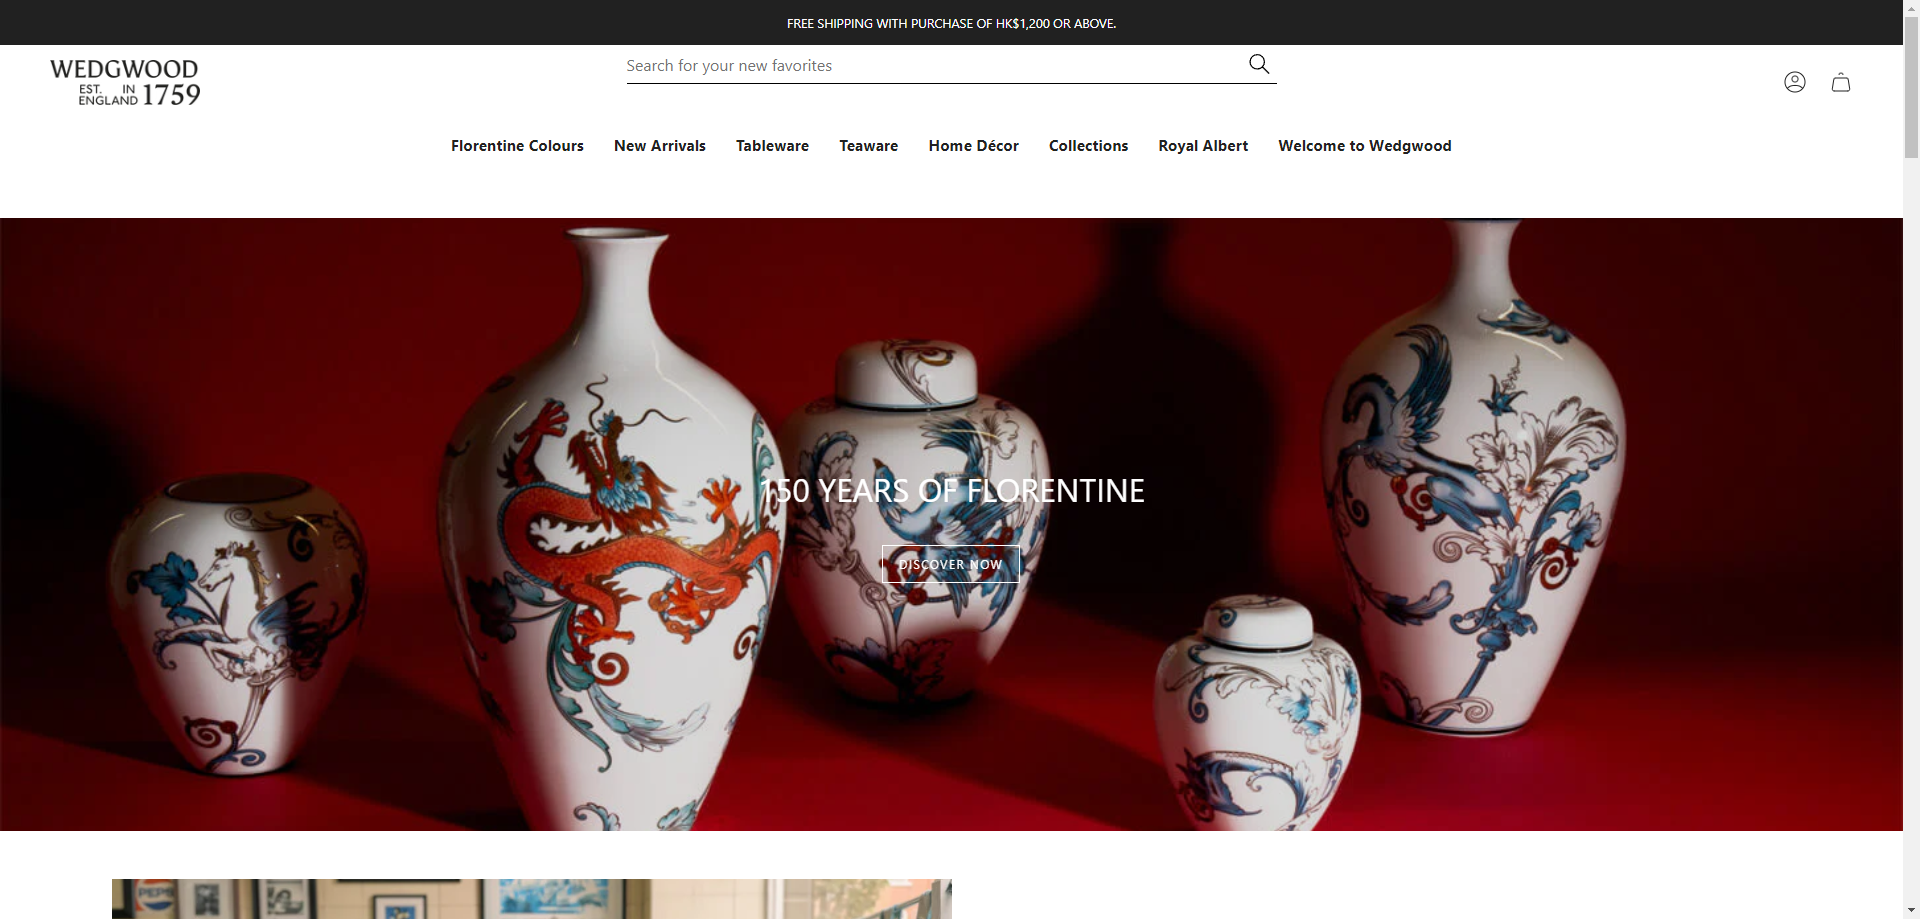 FREE SHIPPING WITH PURCHASE OF HK$1,200 OR ABOVE.
WEDGWOOD
EST. IN
ENGLAND 1759
Search for your new favorites
Florentine Colours
New Arrivals
Tableware
Teaware
Home Décor
Collections
Royal Albert
Welcome to Wedgwood
150 YEARS OF FLORENTINE
DISCOVER NOW
PEPSI